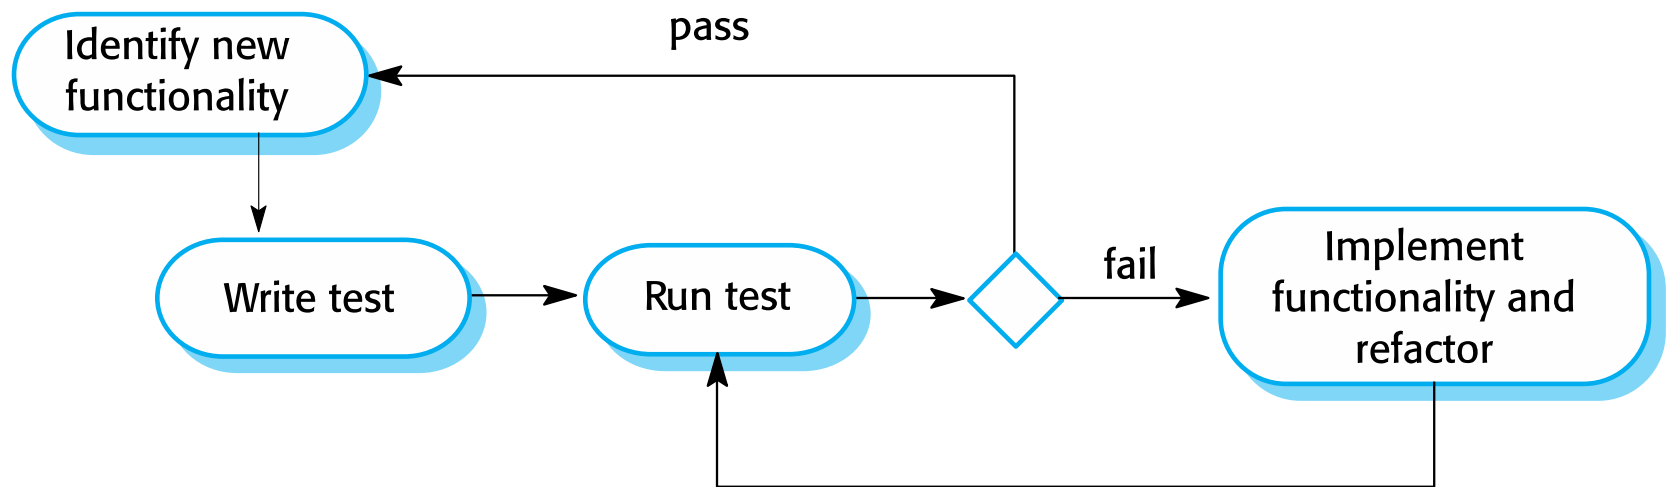 Identify new
functionality
pass
Write test
Run test
fail
Implement
functionality and
refactor